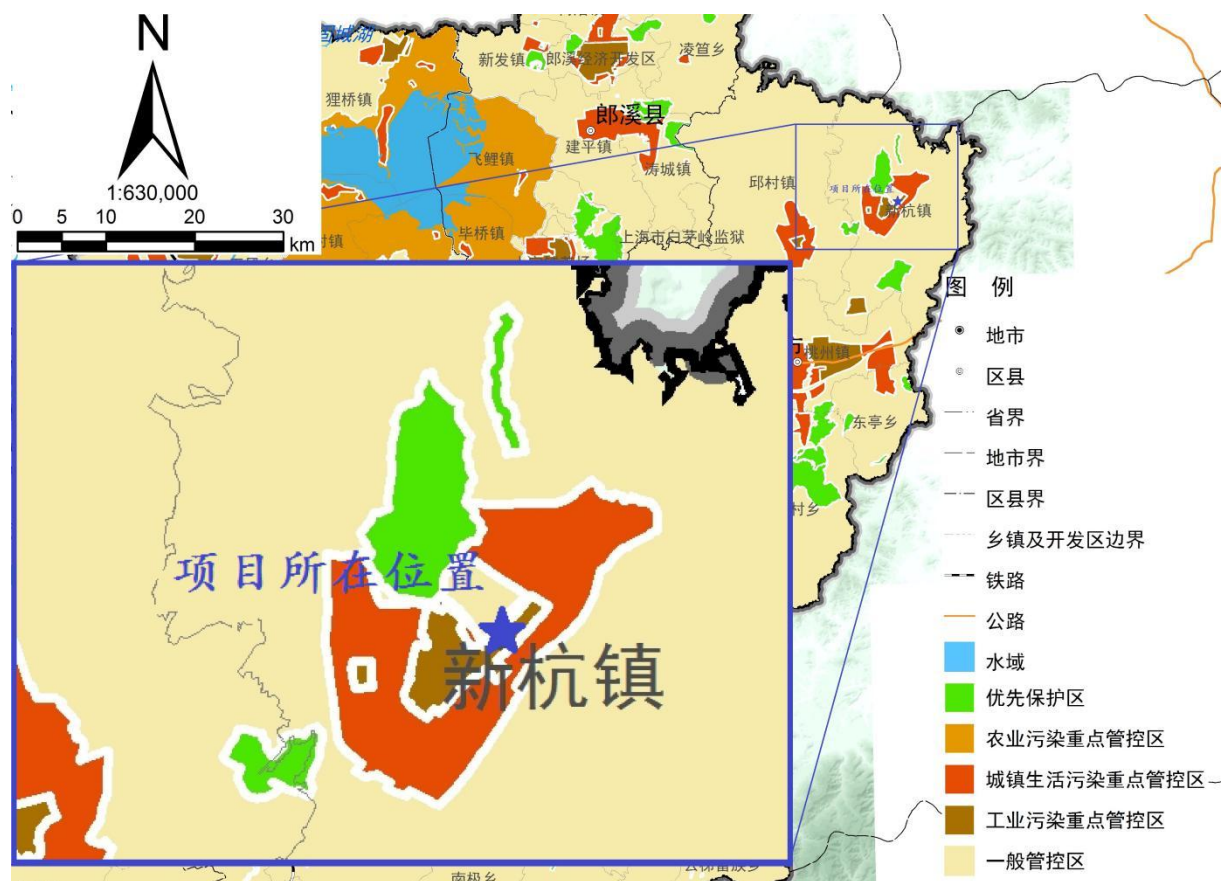 N
1:630,000
0 5 10 20 30
km
狸桥镇
新发镇
郎溪经济开发区
凌笪乡
郎溪县
建平镇
飞鲤镇
涛城镇
毕桥镇
上海市白茅岭监狱
邱村镇
项目所在位置
新杭镇
桃州镇
东亭乡
项目所在位置
新杭镇
南极乡
图 例
地市
区县
省界
地市界
区县界
乡镇及开发区边界
铁路
公路
水域
优先保护区
农业污染重点管控区
城镇生活污染重点管控区
工业污染重点管控区
一般管控区